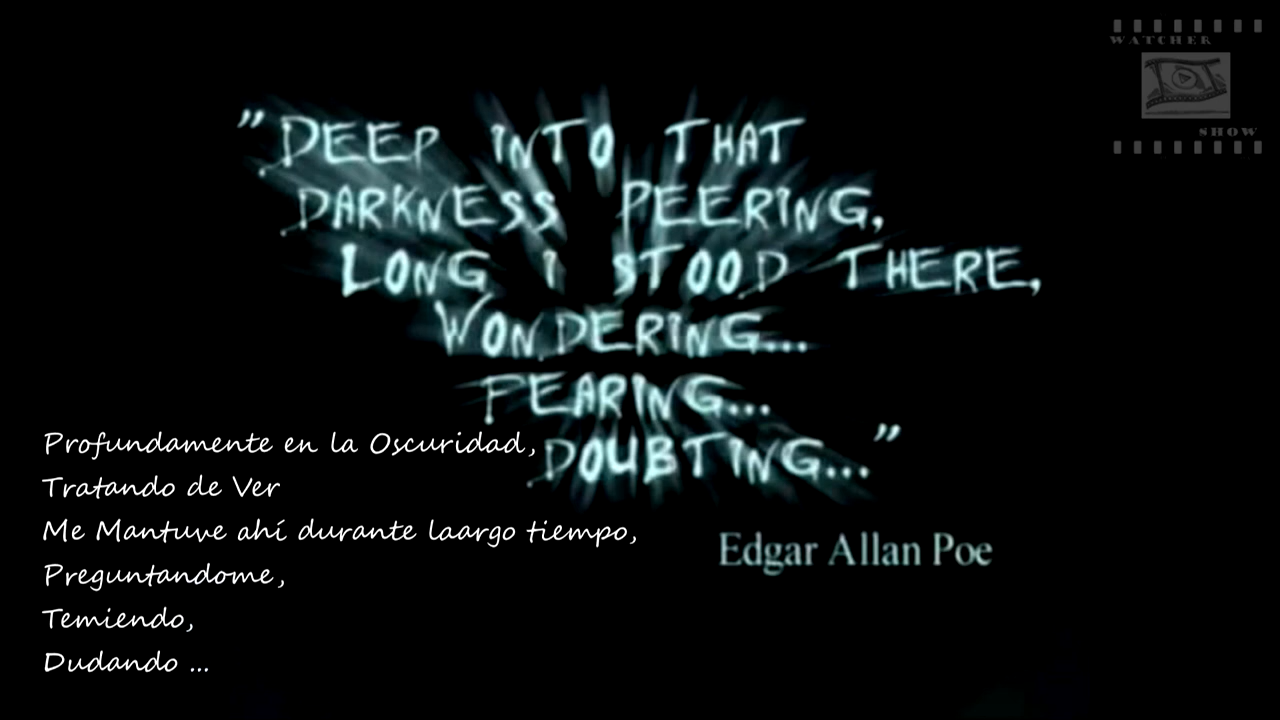 WATCHER
SHOW
"DEEP INTO THAT
DARKNESS PEERING,
LONG I STOOD THERE,
WONDERING...
FEARING...
DOUBTING..."
Edgar Allan Poe
Profundamente en la Oscuridad,
Tratando de Ver
Me Mantuve ahí durante laargo tiempo,
Preguntandome,
Temiendo,
Dudando ...